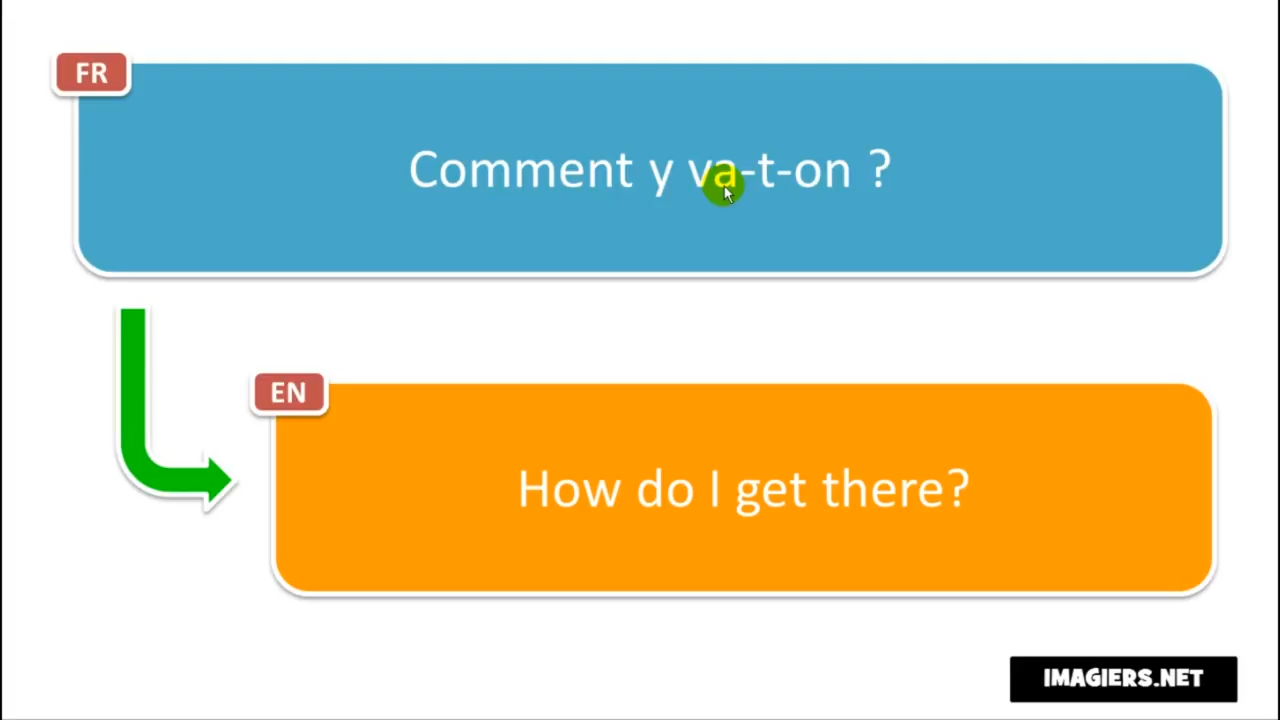 FR
Comment y va-t-on ?
EN
How do I get there?
IMAGIERS.NET